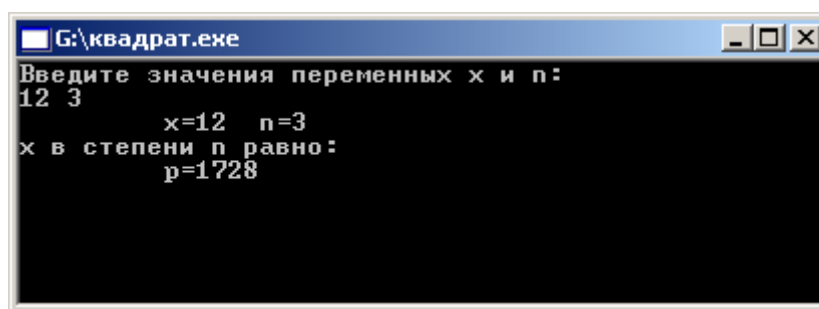 G:\квадрат.exe
Введите значения переменных x и n:
12 3
x=12 n=3
x в степени n равно:
p=1728